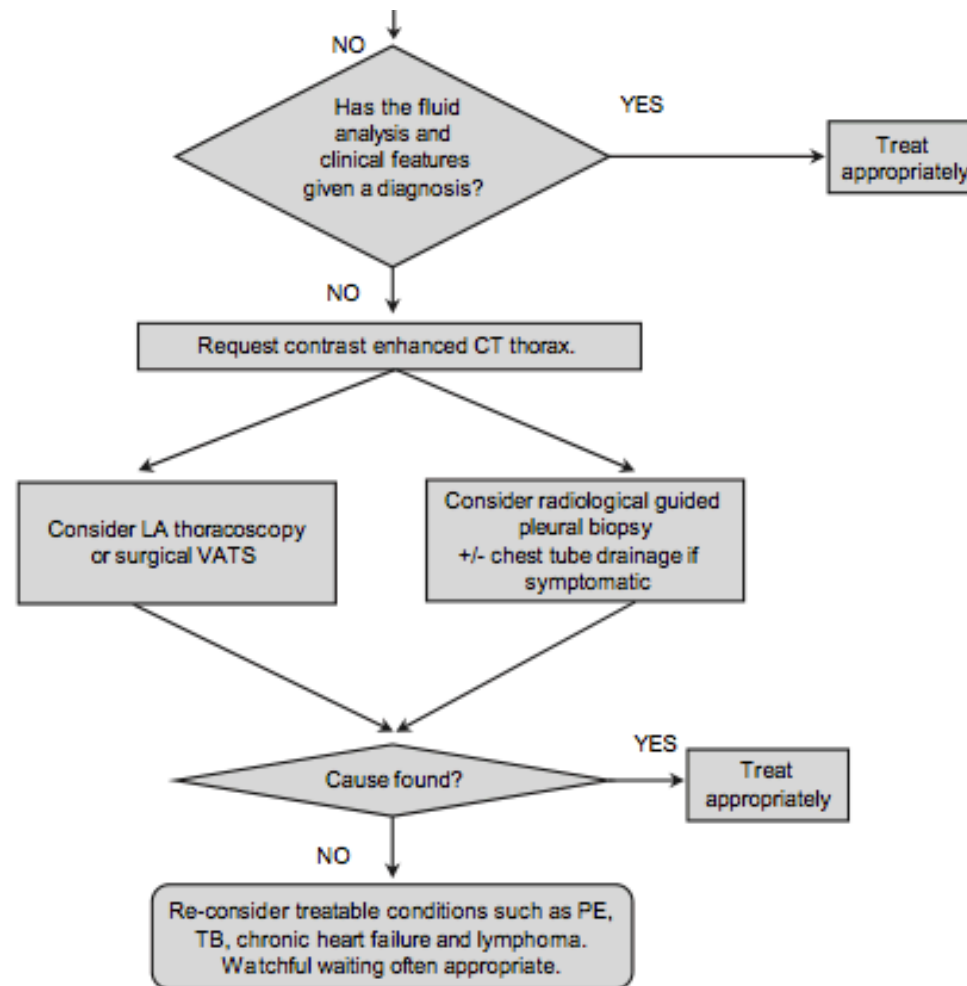 NO
Has the fluid
analysis and
clinical features
given a diagnosis?
YES
Treat
appropriately
NO
Request contrast enhanced CT thorax.
Consider LA thoracoscopy
or surgical VATS
Consider radiological guided
pleural biopsy
+/- chest tube drainage if
symptomatic
Cause found?
YES
Treat
appropriately
NO
Re-consider treatable conditions such as PE,
TB, chronic heart failure and lymphoma.
Watchful waiting often appropriate.